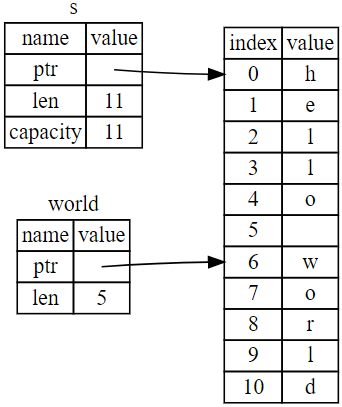 s
name value
ptr
len 11
capacity 11
world
name value
ptr
len 5
index value
0 h
1 e
2 l
3 l
4 o
5
6 w
7 o
8 r
9 l
10 d